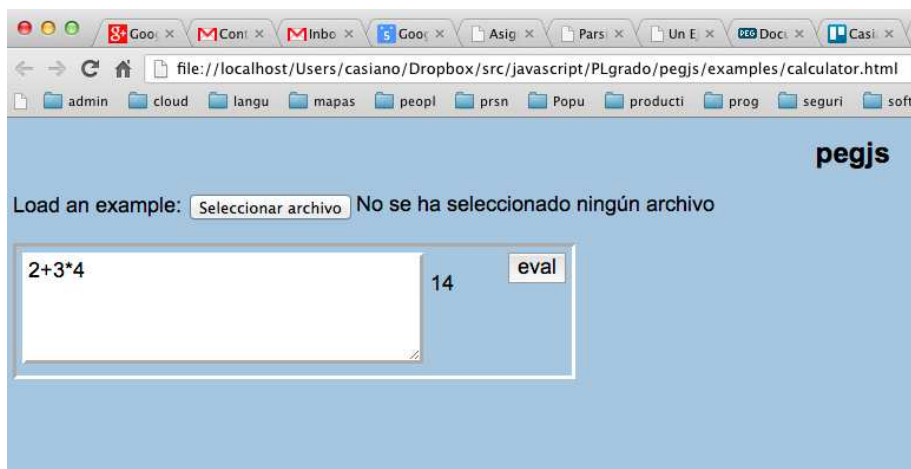 Goo Cont Inbo Goo Asig Parsi Un E Doc Casi
file://localhost/Users/casiano/Dropbox/src/javascript/PLgrado/pegjs/examples/calculator.html
admin cloud langu mapas peopl prsn Popu producti prog seguri soft
pegjs
Load an example: Seleccionar archivo No se ha seleccionado ningún archivo
2+3*4 14 eval